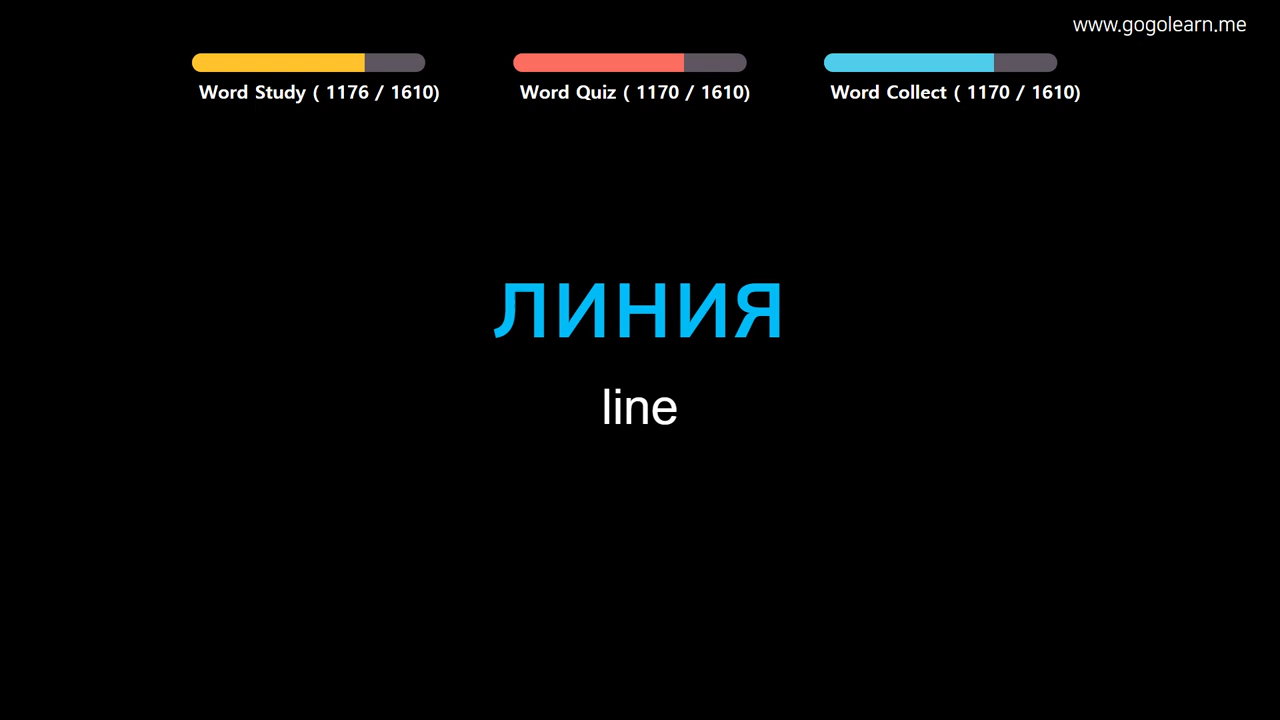 www.gogolearn.me
Word Study ( 1176 / 1610)
Word Quiz ( 1170 / 1610)
Word Collect ( 1170 / 1610)
линия
line